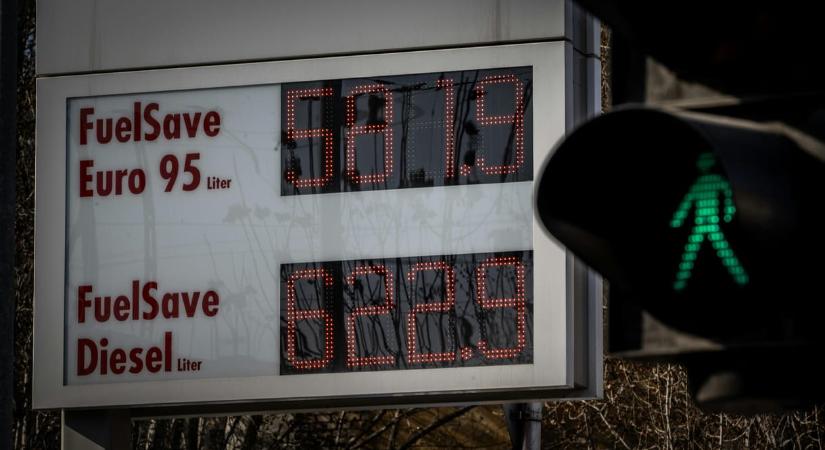 FuelSave 581.9
Euro 95 Liter
FuelSave 622.9
Diesel Liter